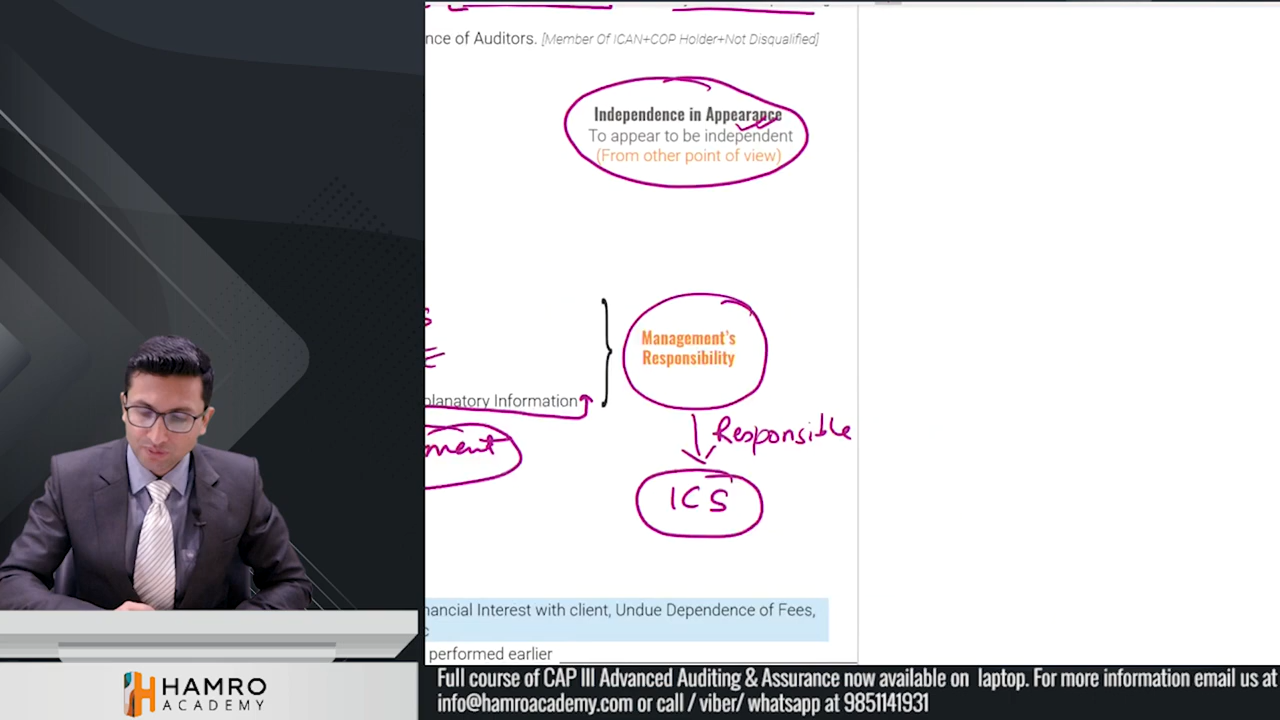 nce of Auditors. [Member Of ICAN+COP Holder+Not Disqualified]
Independence in Appearance
To appear to be independent
(From other point of view)
Management's
Responsibility
planatory Information
ment
Responsible
ICS
nancial Interest with client, Undue Dependence of Fees,
c
performed earlier
HAMRO
ACADEMY
Full course of CAP III Advanced Auditing & Assurance now available on laptop. For more information email us at
info@hamroacademy.com or call / viber/ whatsapp at 9851141931